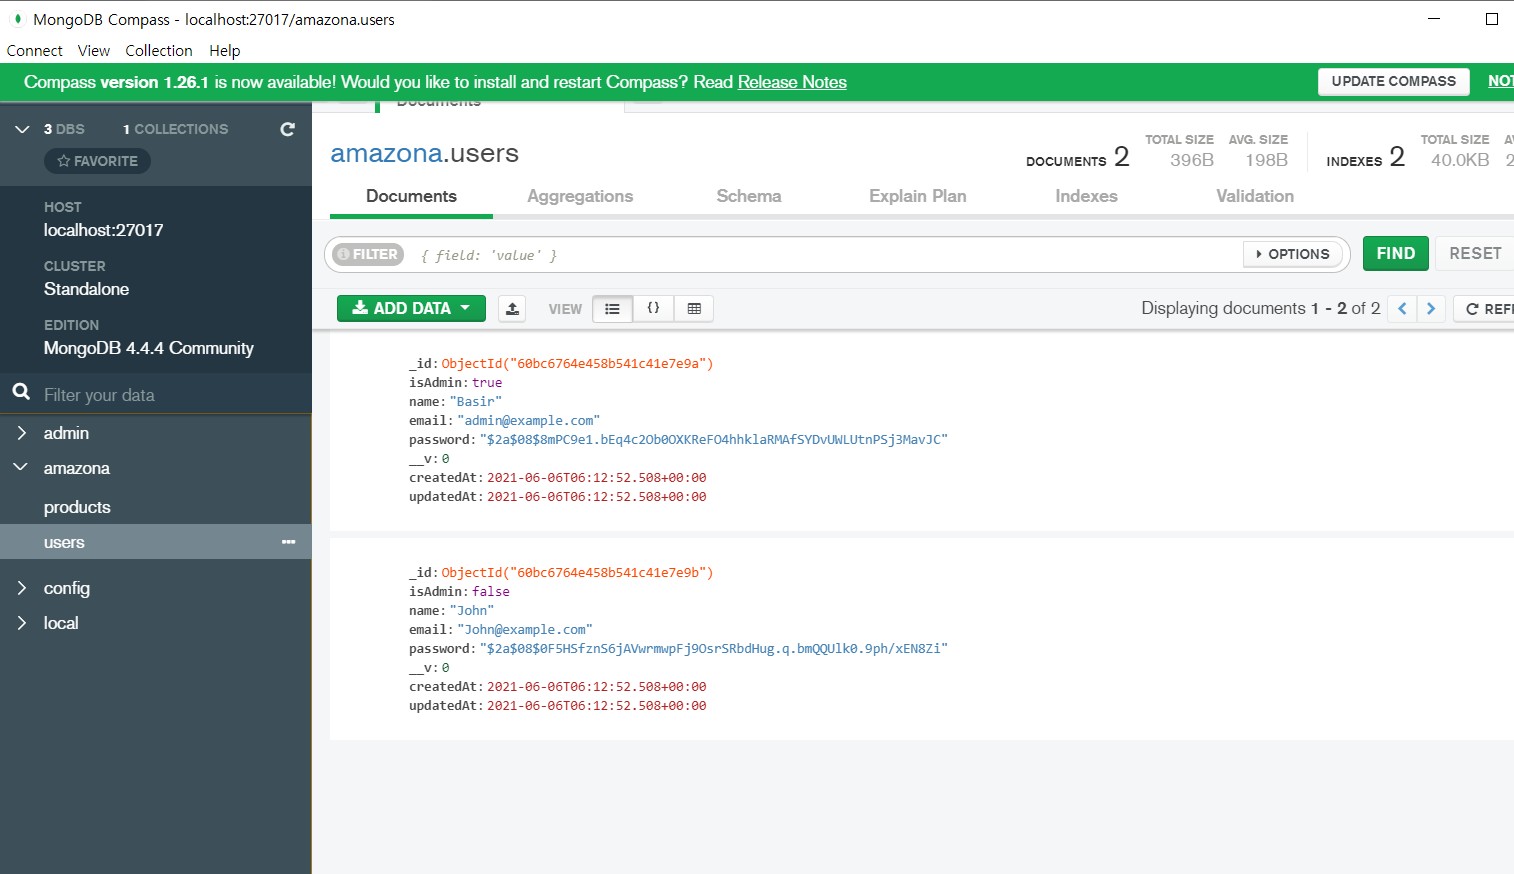 MongoDB Compass - localhost:27017/amazona.users
Connect View Collection Help
Compass version 1.26.1 is now available! Would you like to install and restart Compass? Read Release Notes
UPDATE COMPASS
NOT
Documents
3 DBS 1 COLLECTIONS
FAVORITE
HOST
localhost:27017
CLUSTER
Standalone
EDITION
MongoDB 4.4.4 Community
Filter your data
admin
amazona
products
users
config
local
amazona.users
DOCUMENTS 2 TOTAL SIZE 396B AVG. SIZE 198B
INDEXES 2 TOTAL SIZE 40.0KB
Documents Aggregations Schema Explain Plan Indexes Validation
FILTER { field: 'value' } OPTIONS FIND RESET
ADD DATA VIEW {} Displaying documents 1 - 2 of 2 REF
_id: ObjectId("60bc6764e458b541c41e7e9a")
isAdmin: true
name: "Basir"
email: "admin@example.com"
password: "$2a$08$8mPC9e1.bEq4c2Ob0OXKReFO4hhklaRMAfSYDvUWLUtnPSj3MavJC"
__v: 0
createdAt: 2021-06-06T06:12:52.508+00:00
updatedAt: 2021-06-06T06:12:52.508+00:00
_id: ObjectId("60bc6764e458b541c41e7e9b")
isAdmin: false
name: "John"
email: "John@example.com"
password: "$2a$08$0F5HSfznS6jAVwrmwpFj9OsrSRbdHug.q.bmQQUlk0.9ph/xEN8Zi"
__v: 0
createdAt: 2021-06-06T06:12:52.508+00:00
updatedAt: 2021-06-06T06:12:52.508+00:00